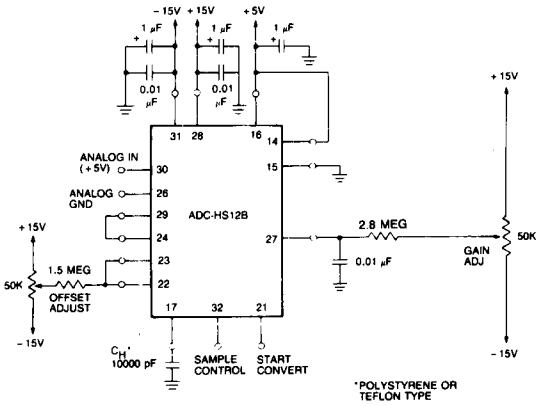 - 15V + 15V
+ 5V
1 µF
1 µF
1 µF
+
+
+
0.01
µF
0.01
µF
31
28
16
14
15
ANALOG IN
(+5V)
30
ANALOG
GND
26
29
24
23
22
ADC-HS12B
27
17
32
21
+ 15V
50K
1.5 MEG
OFFSET
ADJUST
- 15V
CH*
10000 pF
SAMPLE
CONTROL
START
CONVERT
2.8 MEG
0.01 µF
+ 15V
50K
GAIN
ADJ
- 15V
*POLYSTYRENE OR
TEFLON TYPE